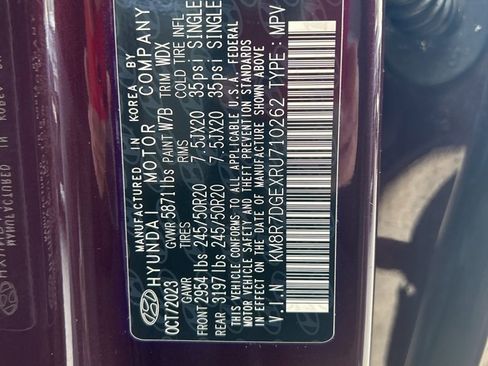 MANUFACTURED IN KOREA BY
HYUNDAI MOTOR COMPANY
OCT/2023 GVWR 5871lbs PAINT W7B TRIM WDX
GAWR TIRES RIMS COLD TIRE INFL
FRONT 2954 lbs 245/50R20 7.5JX20 35psi SINGLE
REAR 3197 lbs 245/50R20 7.5JX20 35psi SINGLE
THIS VEHICLE CONFORMS TO ALL APPLICABLE U.S.A. FEDERAL
MOTOR VEHICLE SAFETY AND THEFT PREVENTION STANDARDS
IN EFFECT ON THE DATE OF MANUFACTURE SHOWN ABOVE.
V.I.N : KM8R7DGEXRU710262 TYPE : MPV